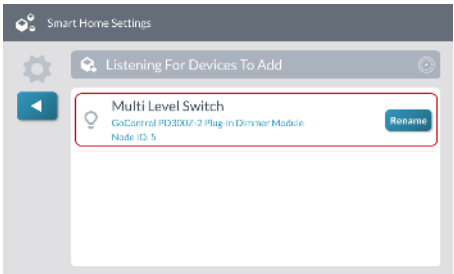 Smart Home Settings
Listening For Devices To Add
Multi Level Switch
GoControl PD300Z-2 Plug-in Dimmer Module
Rename
Node ID: 5